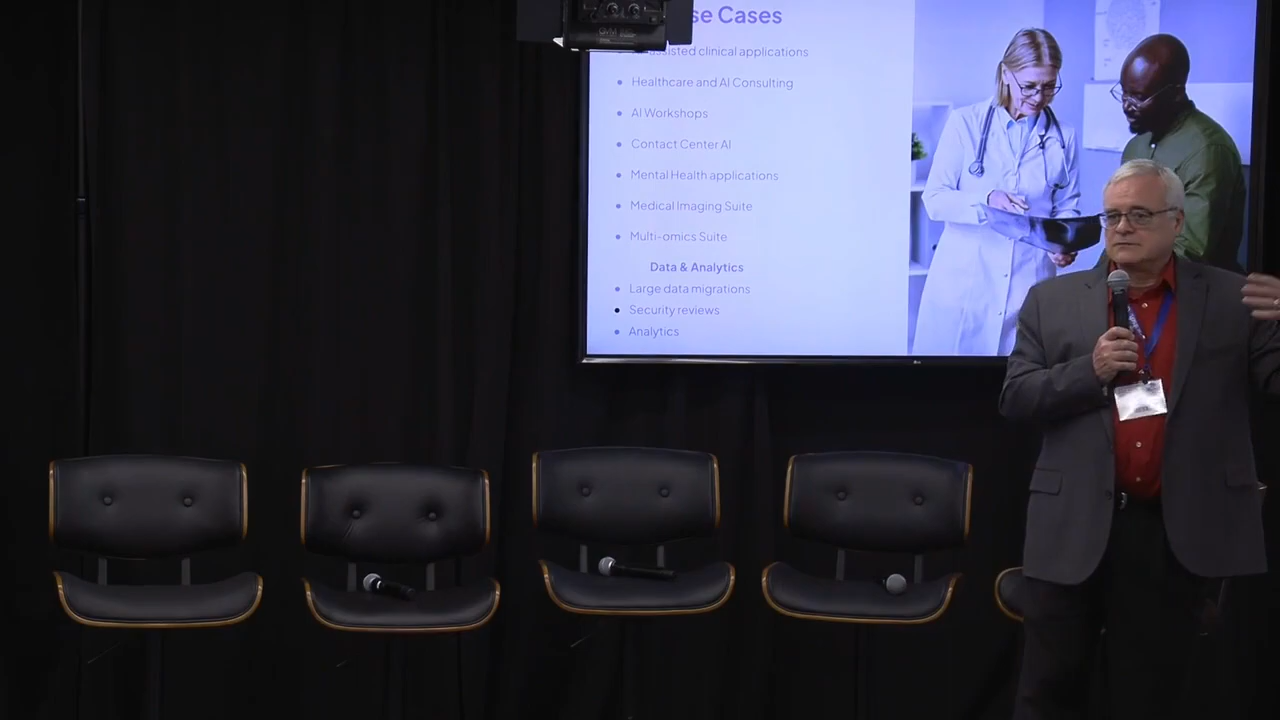 se Cases
assisted clinical applications
Healthcare and AI Consulting
AI Workshops
Contact Center AI
Mental Health applications
Medical Imaging Suite
Multi-omics Suite
Data & Analytics
Large data migrations
Security reviews
Analytics